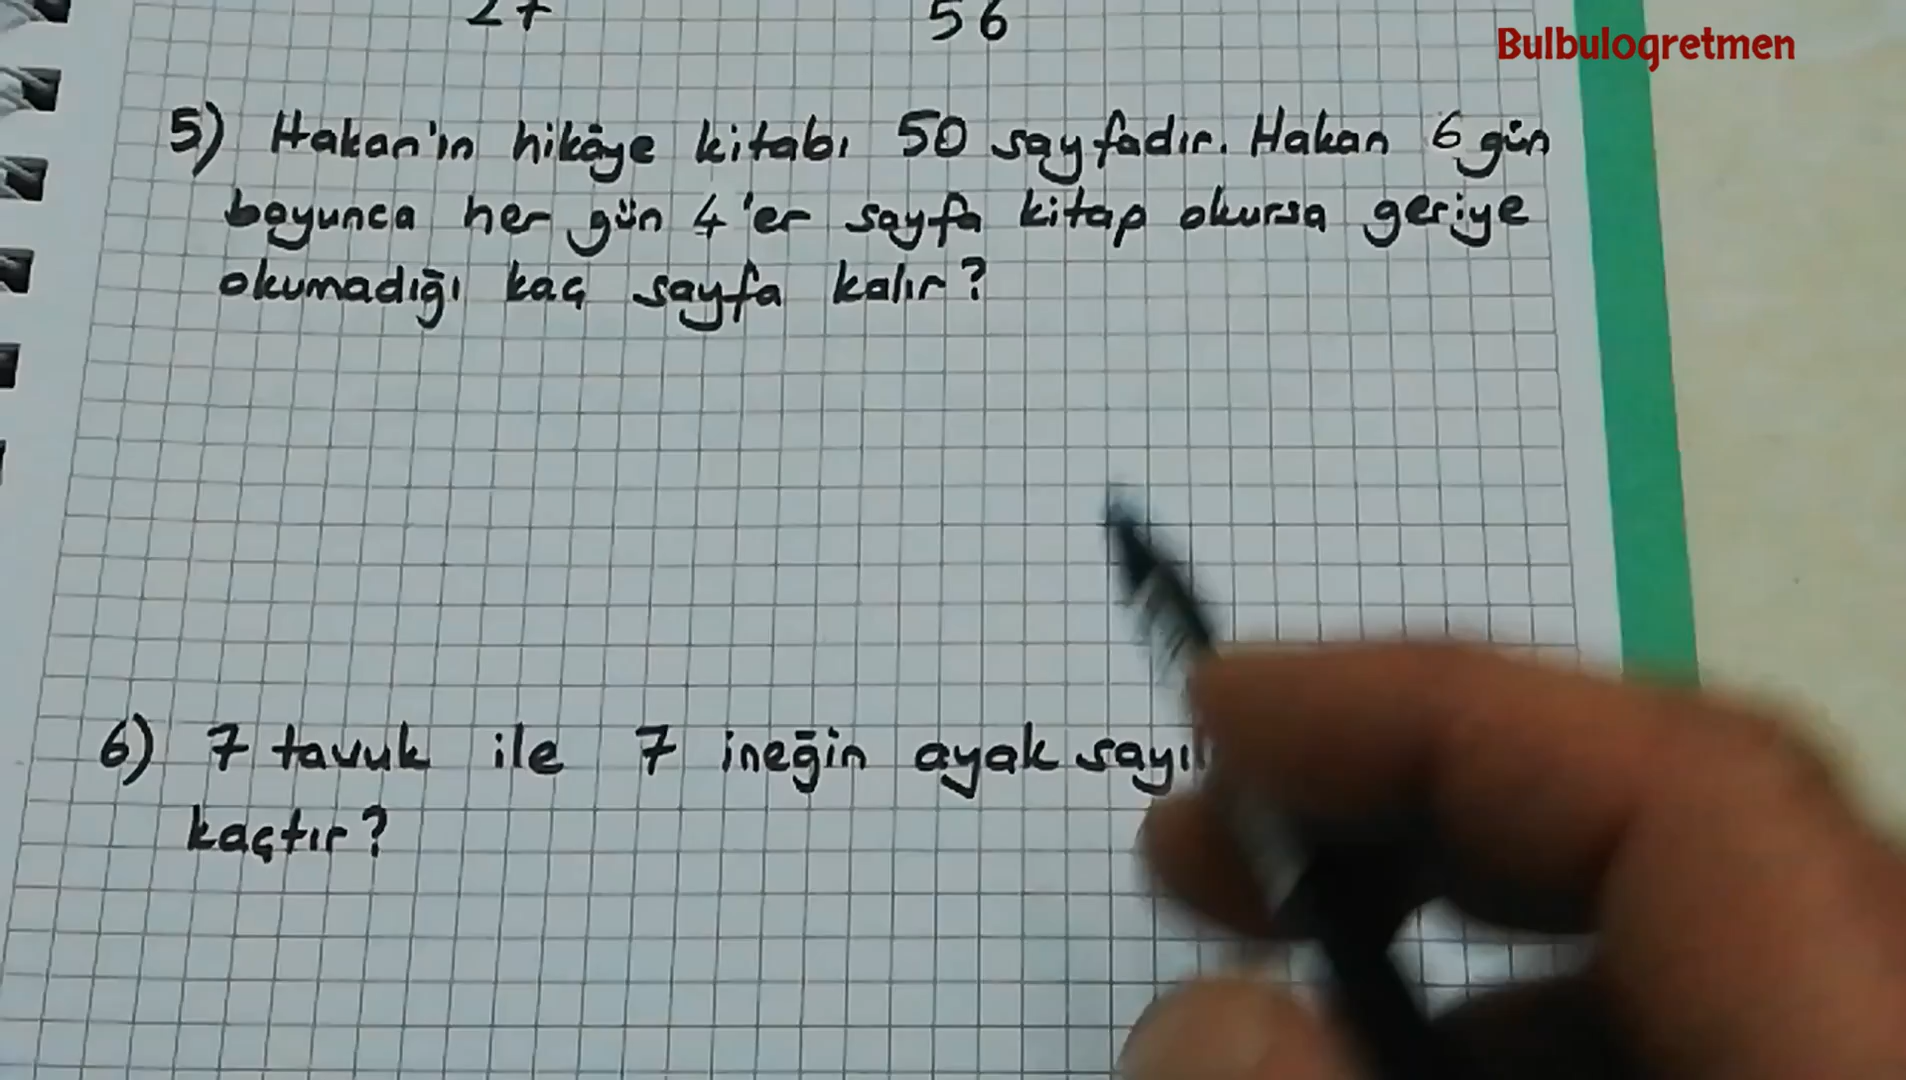 27 56
Bulbulogretmen
5) Hakan'ın hikâye kitabı 50 sayfadır. Hakan 6 gün
boyunca her gün 4'er sayfa kitap okursa geriye
okumadığı kaç sayfa kalır?
6) 7 tavuk ile 7 ineğin ayak
kaçtır?